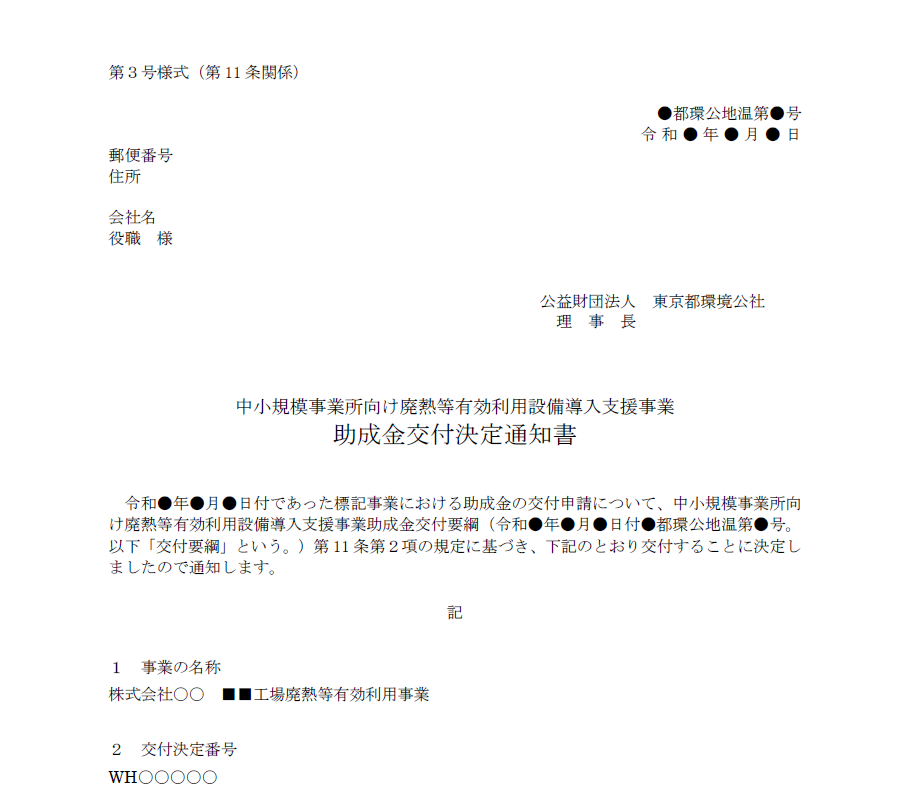 第３号様式（第 11 条関係）
●都環公地温第●号
令 和 ● 年 ● 月 ● 日
郵便番号
住所
会社名
役職　様
公益財団法人　東京都環境公社
理　事　長
中小規模事業所向け廃熱等有効利用設備導入支援事業
助成金交付決定通知書
令和●年●月●日付であった標記事業における助成金の交付申請について、中小規模事業所向
け廃熱等有効利用設備導入支援事業助成金交付要綱（令和●年●月●日付●都環公地温第●号。
以下「交付要綱」という。）第 11 条第２項の規定に基づき、下記のとおり交付することに決定し
ましたので通知します。
記
１　事業の名称
株式会社〇〇　■■工場廃熱等有効利用事業
２　交付決定番号
WH〇〇〇〇〇